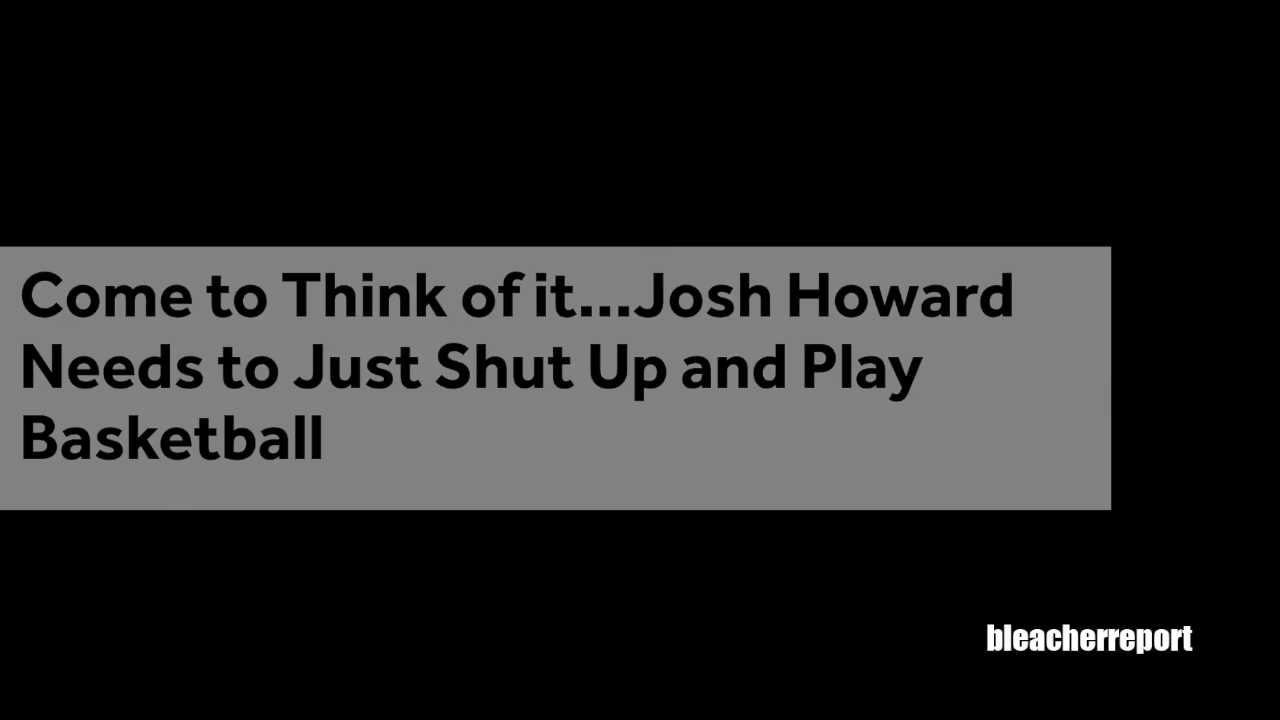 Come to Think of it...Josh Howard
Needs to Just Shut Up and Play
Basketball
bleacherreport